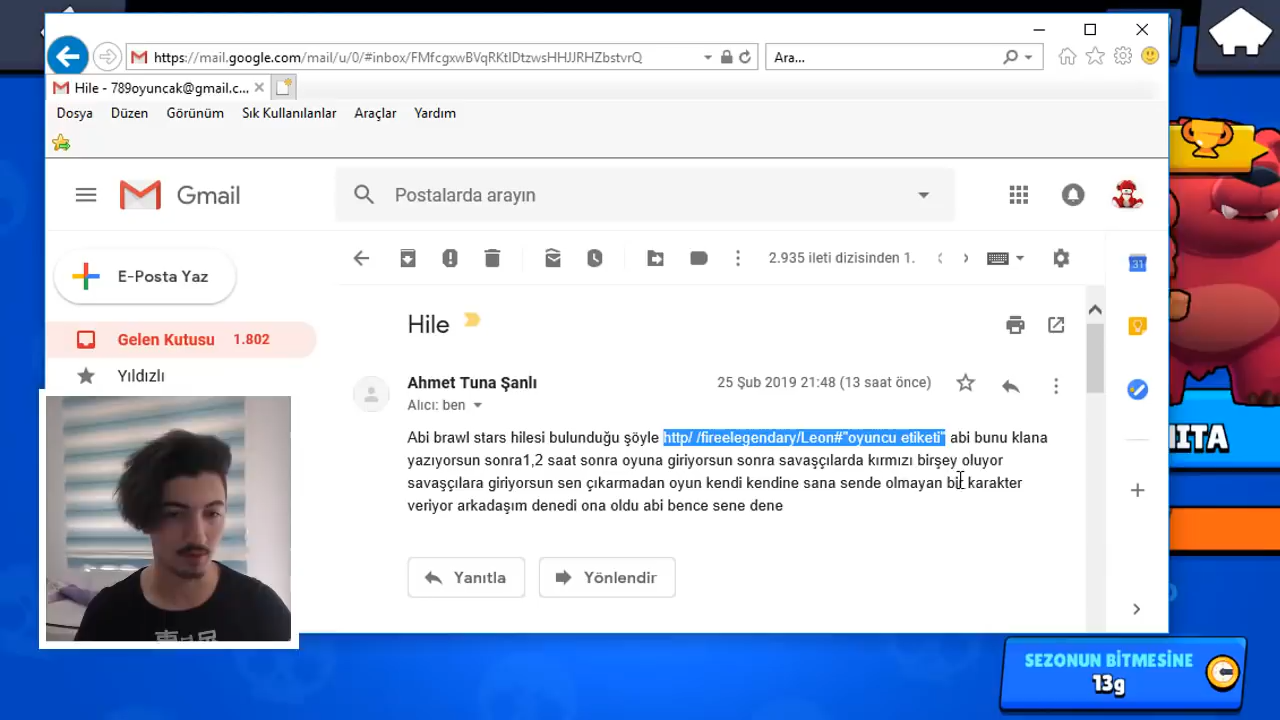 https://mail.google.com/mail/u/0/#inbox/FMfcgxwBVqRKtlDtzwsHHJJRHZbstvrQ
Ara...
Hile - 789oyuncak@gmail.c...
Dosya Düzen Görünüm Sık Kullanılanlar Araçlar Yardım
Gmail
Postalarda arayın
E-Posta Yaz
2.935 ileti dizisinden 1.
31
Gelen Kutusu 1.802
Yıldızlı
Hile
Ahmet Tuna Şanlı
25 Şub 2019 21:48 (13 saat önce)
Alıcı: ben
Abi brawl stars hilesi bulunduğu şöyle http/ /fireelegendary/Leon#"oyuncu etiketi" abi bunu klana
yazıyorsun sonra1,2 saat sonra oyuna giriyorsun sonra savaşçılarda kırmızı birşey oluyor
savaşçılara giriyorsun sen çıkarmadan oyun kendi kendine sana sende olmayan bir karakter
veriyor arkadaşım denedi ona oldu abi bence sene dene
Yanıtla
Yönlendir
ITA
SEZONUN BİTMESİNE
13g